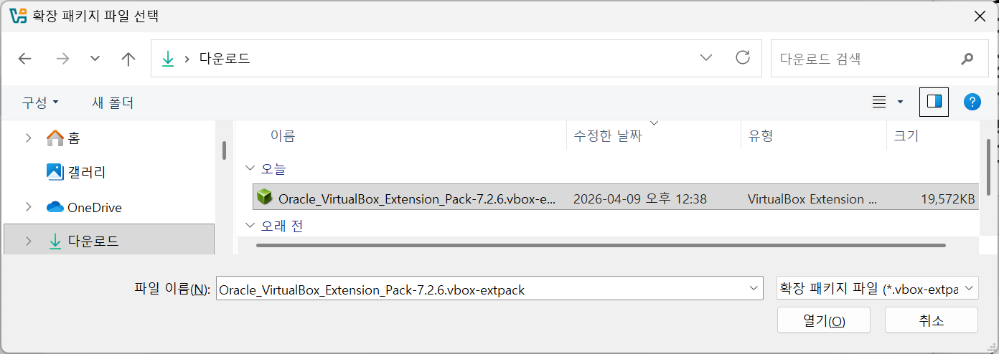 확장 패키지 파일 선택
다운로드
다운로드 검색
구성 새 폴더
이름 수정한 날짜 유형 크기
홈
갤러리
OneDrive
다운로드
오늘
Oracle_VirtualBox_Extension_Pack-7.2.6.vbox-e... 2026-04-09 오후 12:38 VirtualBox Extension ... 19,572KB
오래 전
파일 이름(N): Oracle_VirtualBox_Extension_Pack-7.2.6.vbox-extpack 확장 패키지 파일 (*.vbox-extpa
열기(O) 취소